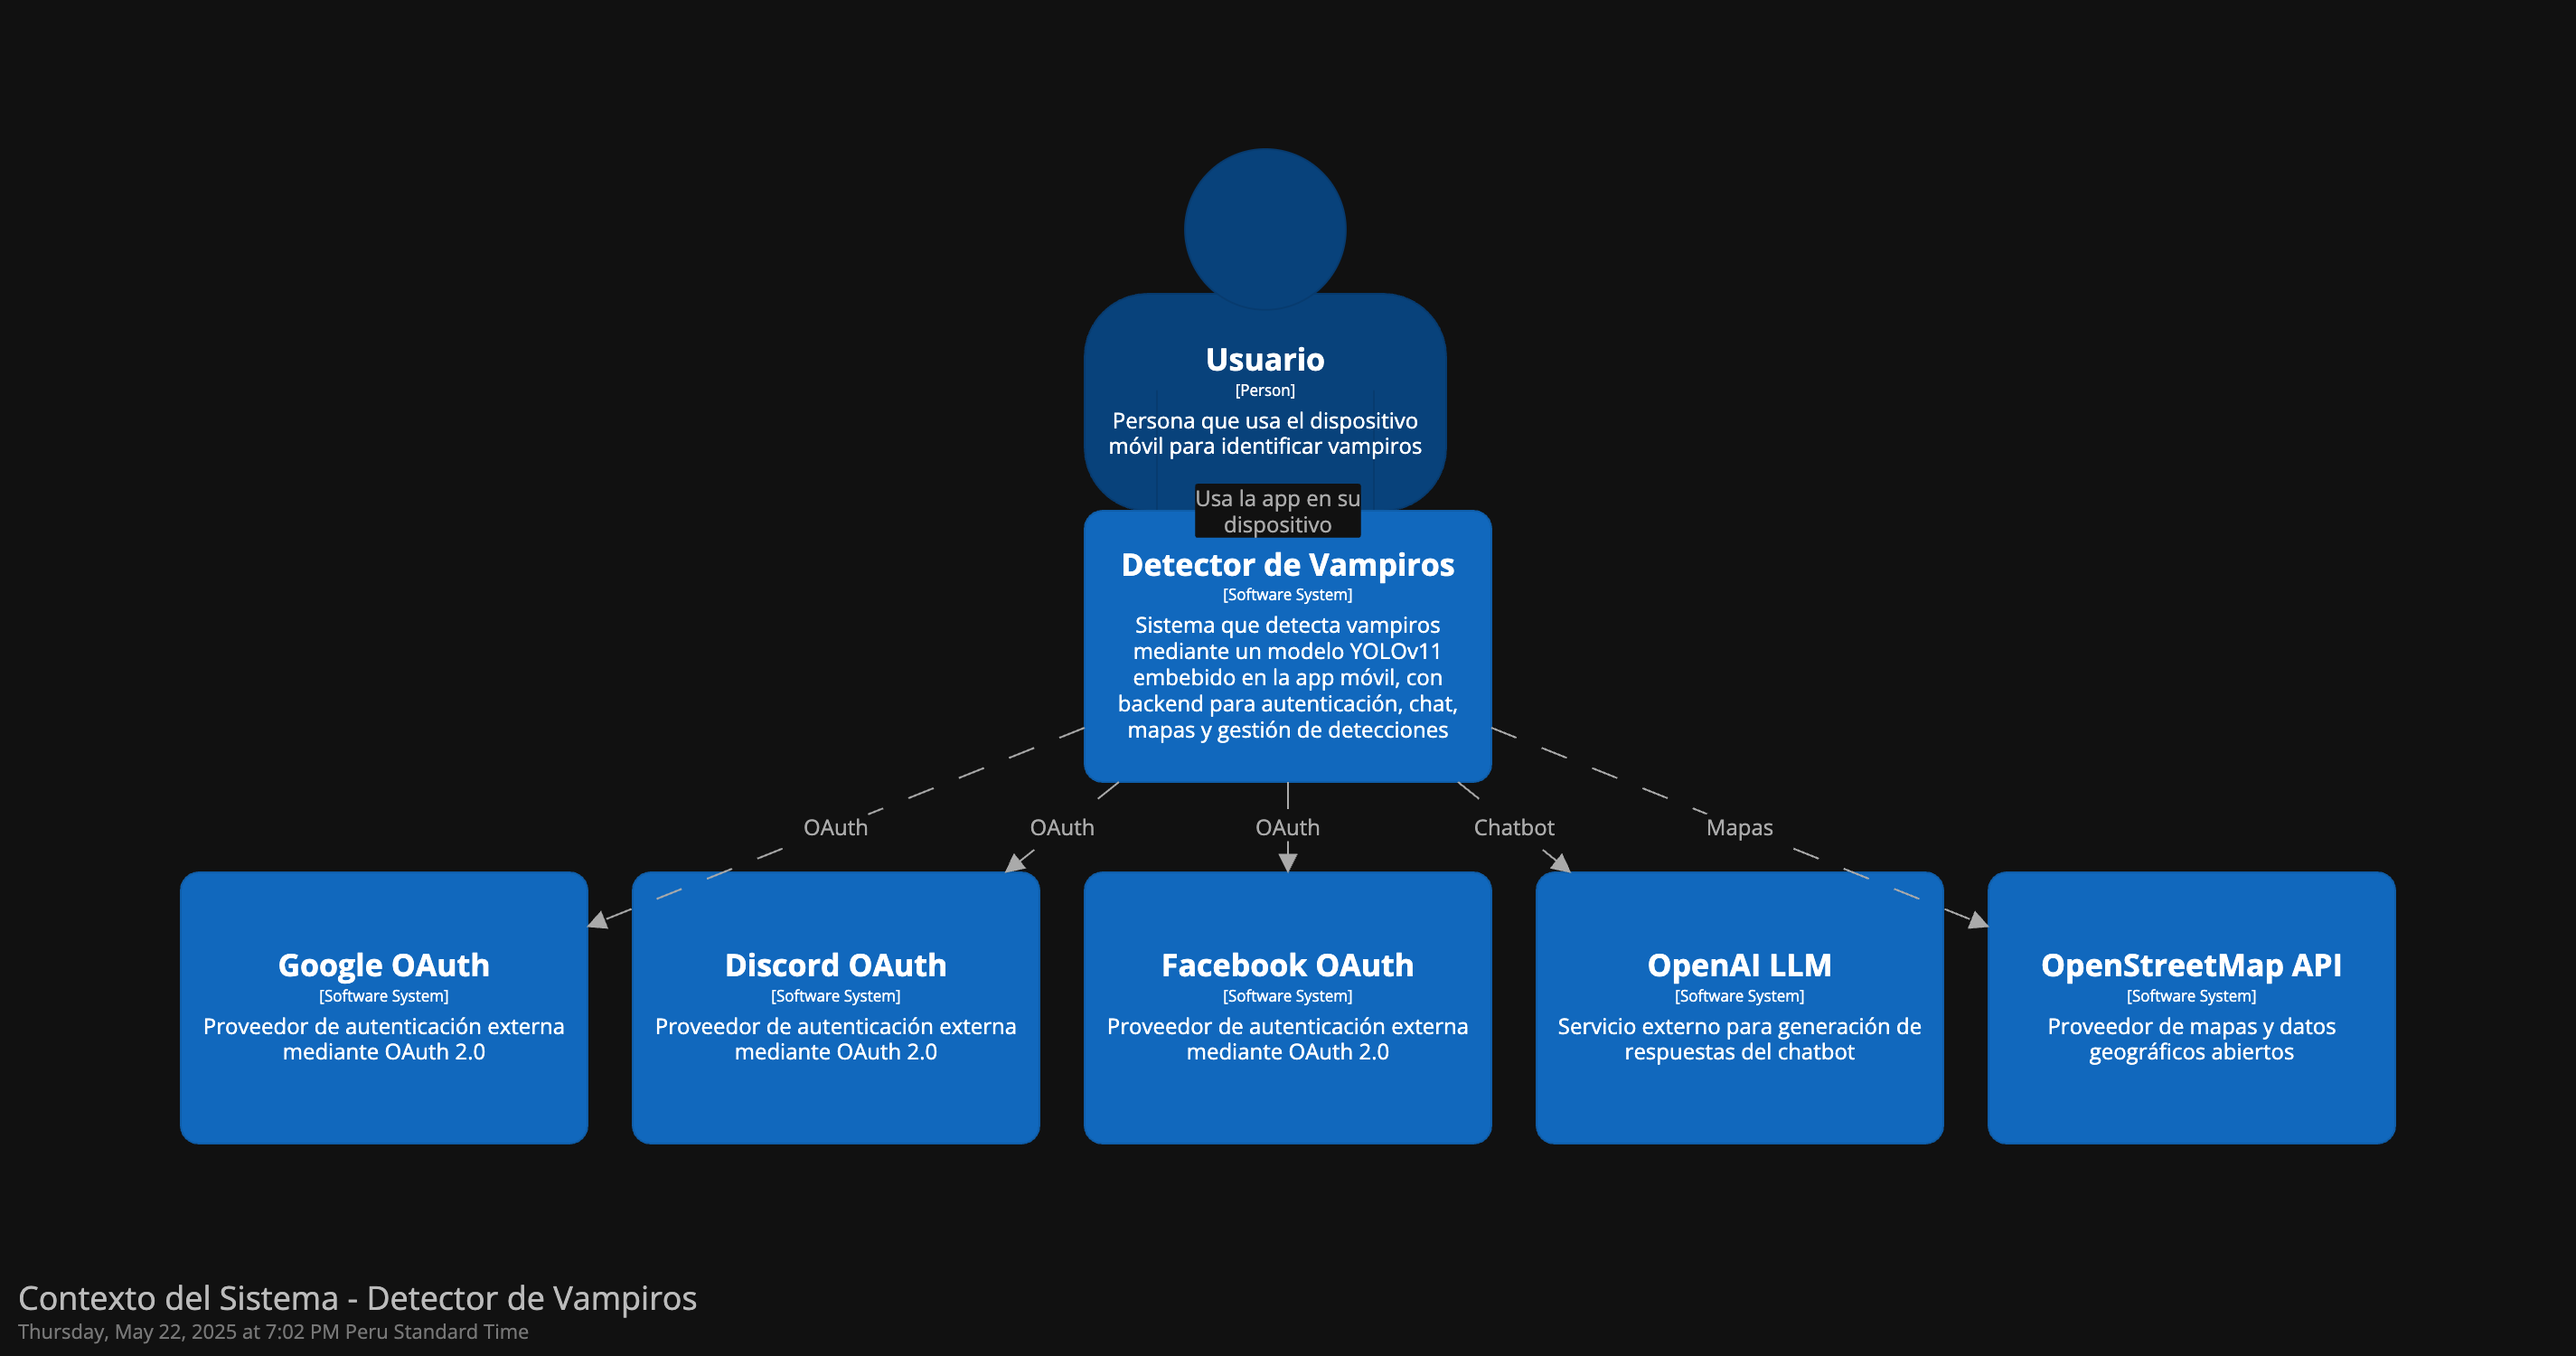 Usuario
[Person]
Persona que usa el dispositivo
móvil para identificar vampiros
Usa la app en su
dispositivo
Detector de Vampiros
[Software System]
Sistema que detecta vampiros
mediante un modelo YOLOv11
embebido en la app móvil, con
backend para autenticación, chat,
mapas y gestión de detecciones
OAuth
OAuth
OAuth
Chatbot
Mapas
Google OAuth
[Software System]
Proveedor de autenticación externa
mediante OAuth 2.0
Discord OAuth
[Software System]
Proveedor de autenticación externa
mediante OAuth 2.0
Facebook OAuth
[Software System]
Proveedor de autenticación externa
mediante OAuth 2.0
OpenAI LLM
[Software System]
Servicio externo para generación de
respuestas del chatbot
OpenStreetMap API
[Software System]
Proveedor de mapas y datos
geográficos abiertos
Contexto del Sistema - Detector de Vampiros
Thursday, May 22, 2025 at 7:02 PM Peru Standard Time